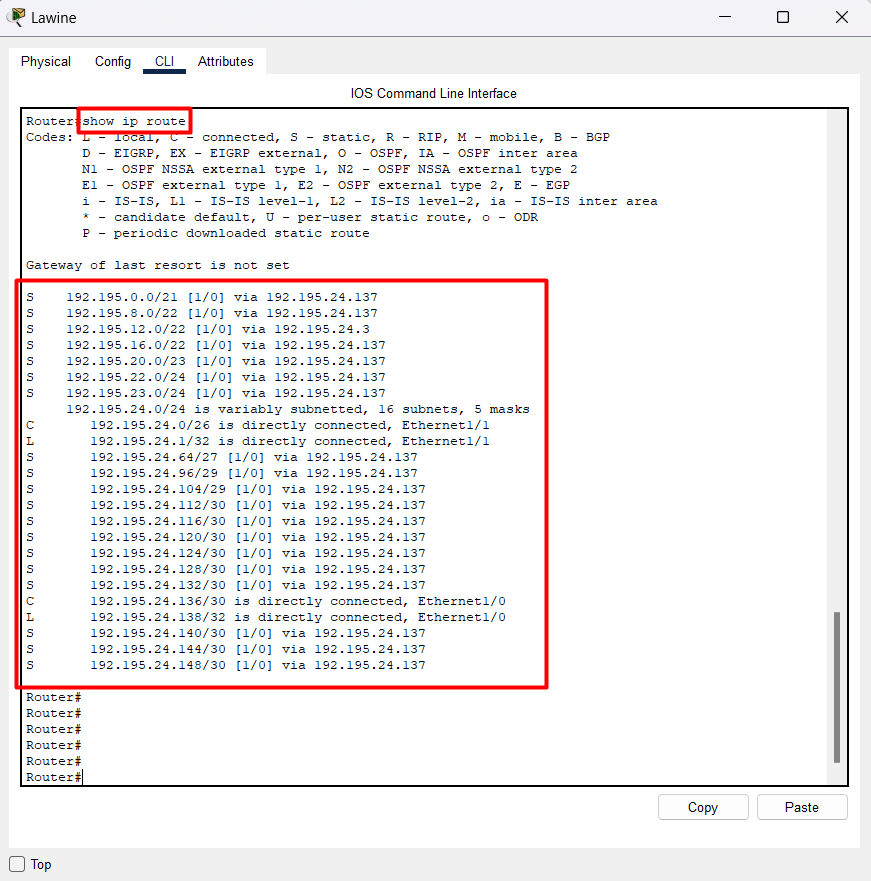 Lawine
Physical Config CLI Attributes
IOS Command Line Interface
Router#show ip route
Codes: L - local, C - connected, S - static, R - RIP, M - mobile, B - BGP
D - EIGRP, EX - EIGRP external, O - OSPF, IA - OSPF inter area
N1 - OSPF NSSA external type 1, N2 - OSPF NSSA external type 2
E1 - OSPF external type 1, E2 - OSPF external type 2, E - EGP
i - IS-IS, L1 - IS-IS level-1, L2 - IS-IS level-2, ia - IS-IS inter area
* - candidate default, U - per-user static route, o - ODR
P - periodic downloaded static route
Gateway of last resort is not set
S 192.195.0.0/21 [1/0] via 192.195.24.137
S 192.195.8.0/22 [1/0] via 192.195.24.137
S 192.195.12.0/22 [1/0] via 192.195.24.3
S 192.195.16.0/22 [1/0] via 192.195.24.137
S 192.195.20.0/23 [1/0] via 192.195.24.137
S 192.195.22.0/24 [1/0] via 192.195.24.137
S 192.195.23.0/24 [1/0] via 192.195.24.137
192.195.24.0/24 is variably subnetted, 16 subnets, 5 masks
C 192.195.24.0/26 is directly connected, Ethernet1/1
L 192.195.24.1/32 is directly connected, Ethernet1/1
S 192.195.24.64/27 [1/0] via 192.195.24.137
S 192.195.24.96/29 [1/0] via 192.195.24.137
S 192.195.24.104/29 [1/0] via 192.195.24.137
S 192.195.24.112/30 [1/0] via 192.195.24.137
S 192.195.24.116/30 [1/0] via 192.195.24.137
S 192.195.24.120/30 [1/0] via 192.195.24.137
S 192.195.24.124/30 [1/0] via 192.195.24.137
S 192.195.24.128/30 [1/0] via 192.195.24.137
S 192.195.24.132/30 [1/0] via 192.195.24.137
C 192.195.24.136/30 is directly connected, Ethernet1/0
L 192.195.24.138/32 is directly connected, Ethernet1/0
S 192.195.24.140/30 [1/0] via 192.195.24.137
S 192.195.24.144/30 [1/0] via 192.195.24.137
S 192.195.24.148/30 [1/0] via 192.195.24.137
Router#
Router#
Router#
Router#
Router#
Router#
Copy Paste
Top